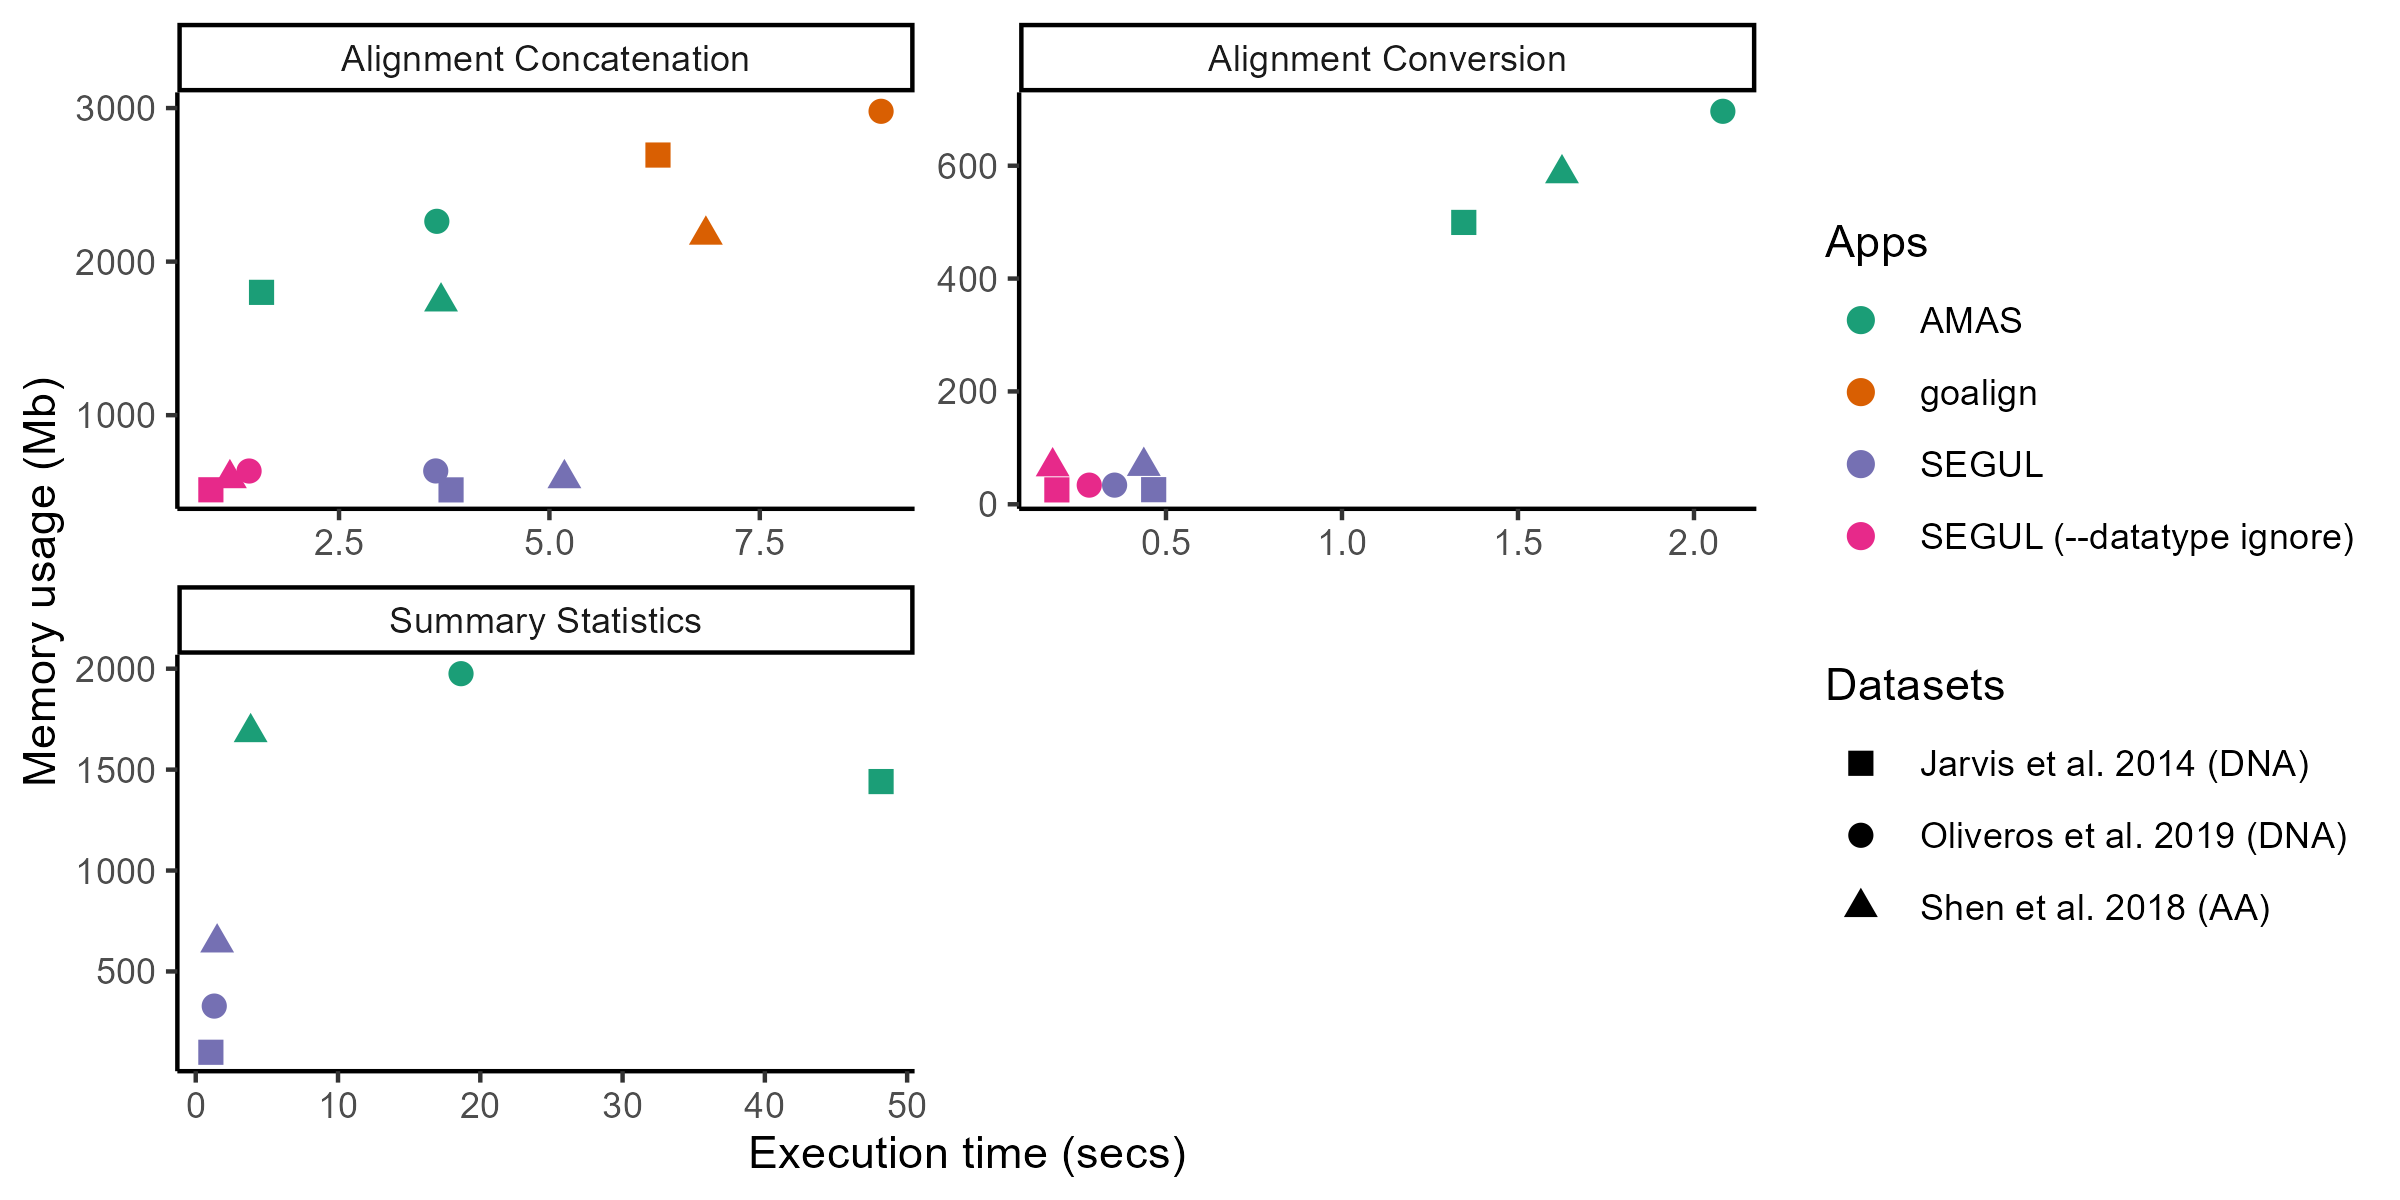 Alignment Concatenation
Alignment Conversion
3000
2000
1000
2.5
5.0
7.5
600
400
200
0
0.5
1.0
1.5
2.0
Summary Statistics
2000
1500
1000
500
0
10
20
30
40
50
Memory usage (Mb)
Execution time (secs)
Apps
AMAS
goalign
SEGUL
SEGUL (--datatype ignore)
Datasets
Jarvis et al. 2014 (DNA)
Oliveros et al. 2019 (DNA)
Shen et al. 2018 (AA)